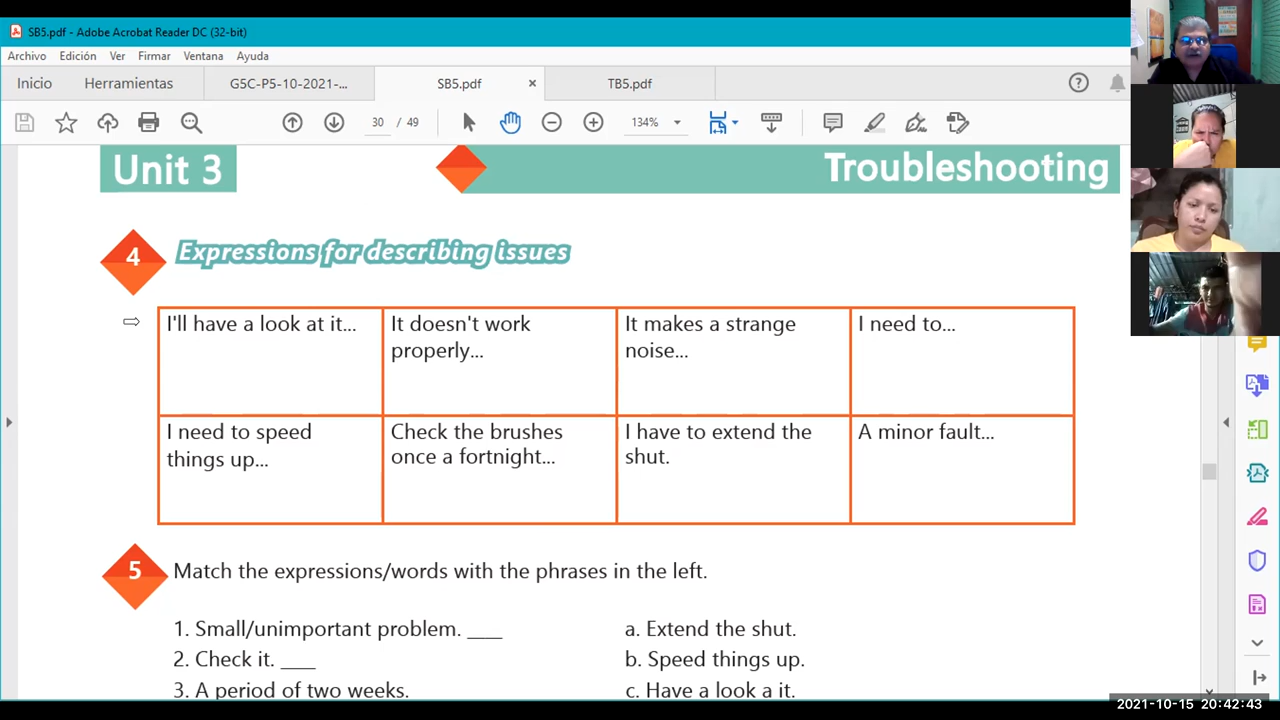 SB5.pdf - Adobe Acrobat Reader DC (32-bit)
Archivo Edición Ver Firmar Ventana Ayuda
Inicio Herramientas G5C-P5-10-2021-... SB5.pdf × TB5.pdf
30 / 49 134%
Unit 3 Troubleshooting
4 Expressions for describing issues
I'll have a look at it...
It doesn't work
properly...
It makes a strange
noise...
I need to...
I need to speed
things up...
Check the brushes
once a fortnight...
I have to extend the
shut.
A minor fault...
5 Match the expressions/words with the phrases in the left.
1. Small/unimportant problem. ____ a. Extend the shut.
2. Check it. ____ b. Speed things up.
3. A period of two weeks. c. Have a look a it.
2021-10-15 20:42:43